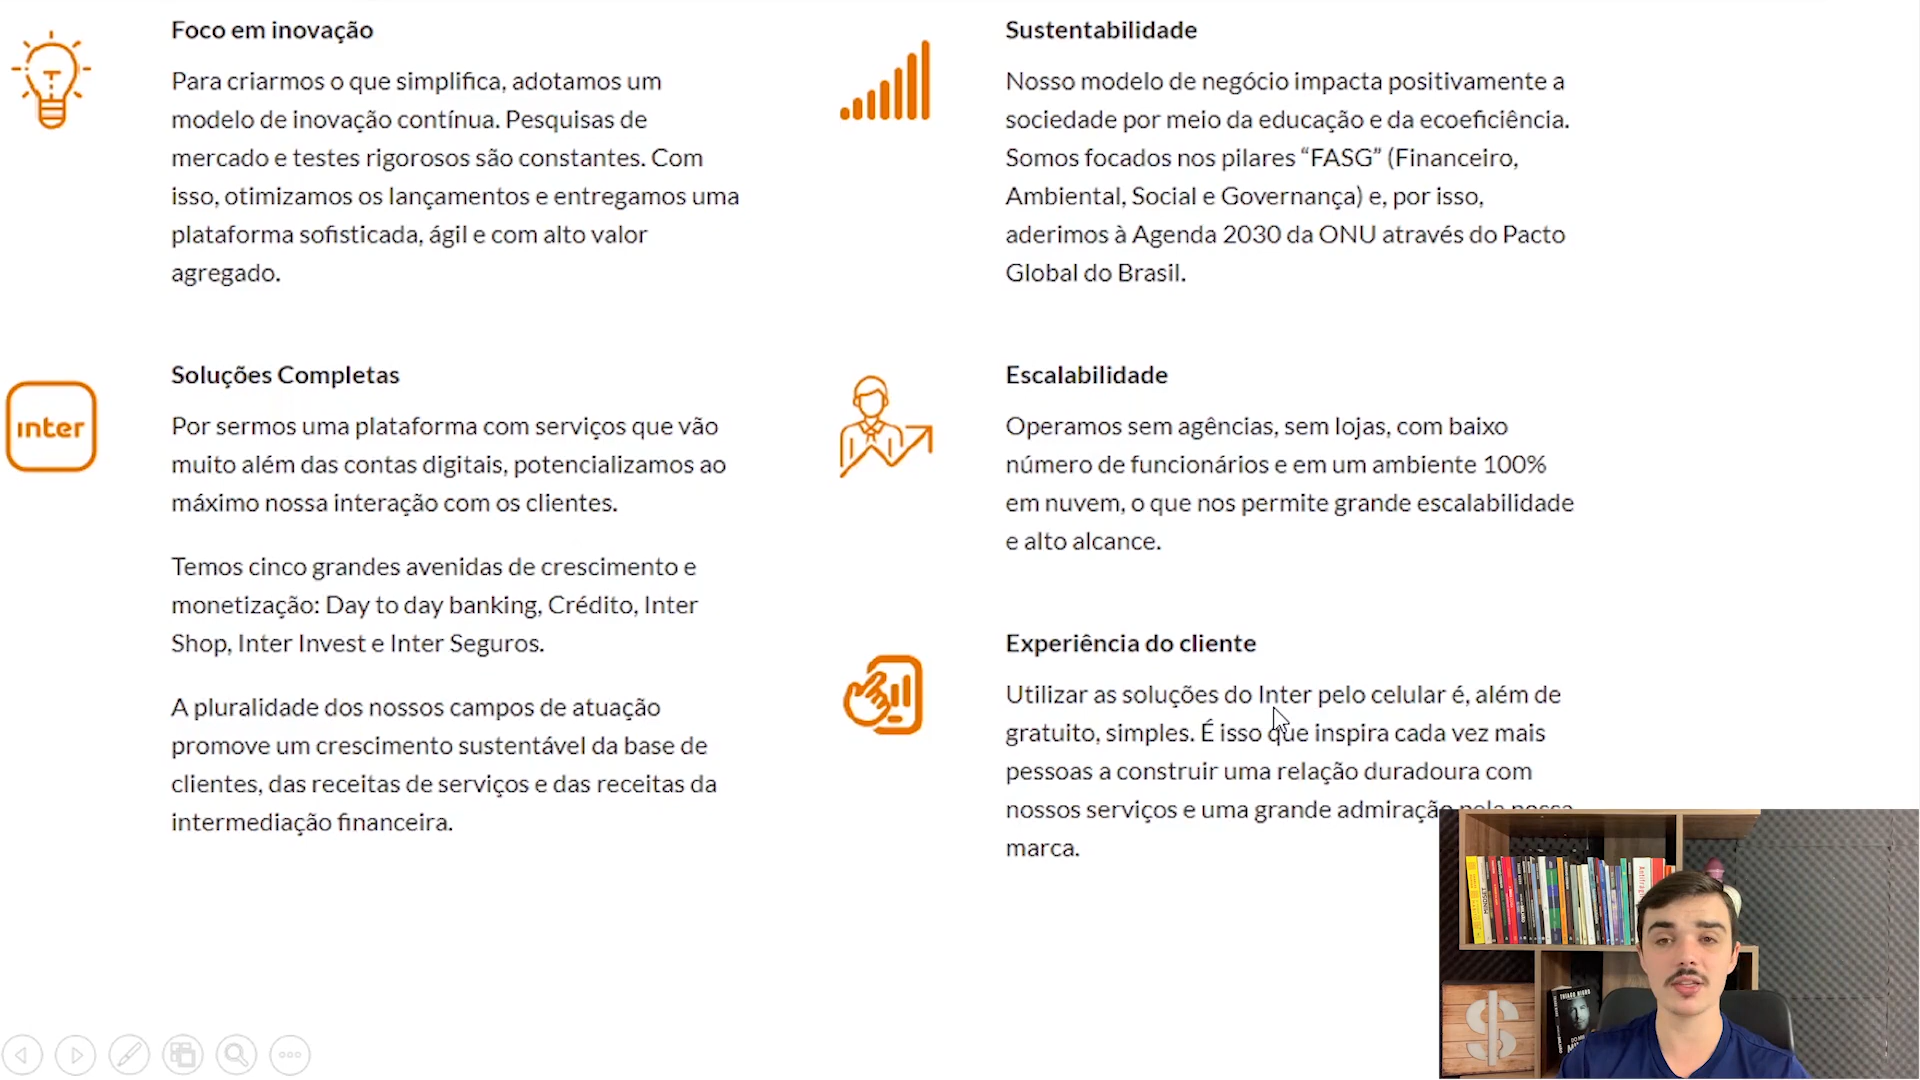 Foco em inovação
Para criarmos o que simplifica, adotamos um
modelo de inovação contínua. Pesquisas de
mercado e testes rigorosos são constantes. Com
isso, otimizamos os lançamentos e entregamos uma
plataforma sofisticada, ágil e com alto valor
agregado.
inter
Soluções Completas
Por sermos uma plataforma com serviços que vão
muito além das contas digitais, potencializamos ao
máximo nossa interação com os clientes.
Temos cinco grandes avenidas de crescimento e
monetização: Day to day banking, Crédito, Inter
Shop, Inter Invest e Inter Seguros.
A pluralidade dos nossos campos de atuação
promove um crescimento sustentável da base de
clientes, das receitas de serviços e das receitas da
intermediação financeira.
Sustentabilidade
Nosso modelo de negócio impacta positivamente a
sociedade por meio da educação e da ecoeficiência.
Somos focados nos pilares “FASG” (Financeiro,
Ambiental, Social e Governança) e, por isso,
aderimos à Agenda 2030 da ONU através do Pacto
Global do Brasil.
Escalabilidade
Operamos sem agências, sem lojas, com baixo
número de funcionários e em um ambiente 100%
em nuvem, o que nos permite grande escalabilidade
e alto alcance.
Experiência do cliente
Utilizar as soluções do Inter pelo celular é, além de
gratuito, simples. É isso que inspira cada vez mais
pessoas a construir uma relação duradoura com
nossos serviços e uma grande admiração pela nossa
marca.
MINDSET
$